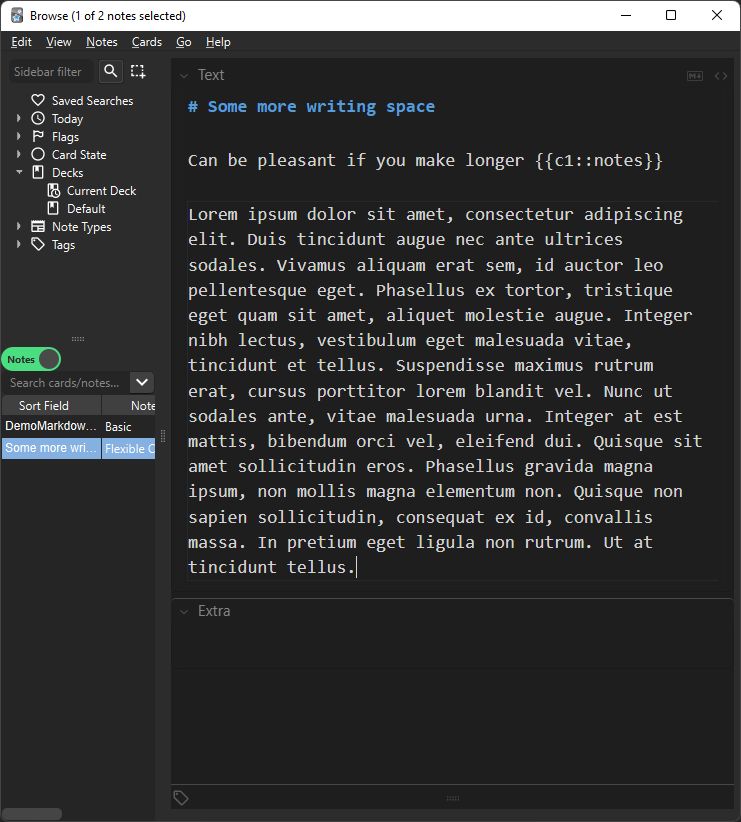 Browse (1 of 2 notes selected)
Edit View Notes Cards Go Help
Sidebar filter
Saved Searches
Today
Flags
Card State
Decks
Current Deck
Default
Note Types
Tags
Notes
Search cards/notes...
Sort Field Note
DemoMarkdow... Basic
Some more wri... Flexible C
Text
M↓
# Some more writing space
Can be pleasant if you make longer {{c1::notes}}
Lorem ipsum dolor sit amet, consectetur adipiscing
elit. Duis tincidunt augue nec ante ultrices
sodales. Vivamus aliquam erat sem, id auctor leo
pellentesque eget. Phasellus ex tortor, tristique
eget quam sit amet, aliquet molestie augue. Integer
nibh lectus, vestibulum eget malesuada vitae,
tincidunt et tellus. Suspendisse maximus rutrum
erat, cursus porttitor lorem blandit vel. Nunc ut
sodales ante, vitae malesuada urna. Integer at est
mattis, bibendum orci vel, eleifend dui. Quisque sit
amet sollicitudin eros. Phasellus gravida magna
ipsum, non mollis magna elementum non. Quisque non
sapien sollicitudin, consequat ex id, convallis
massa. In pretium eget ligula non rutrum. Ut at
tincidunt tellus.
Extra